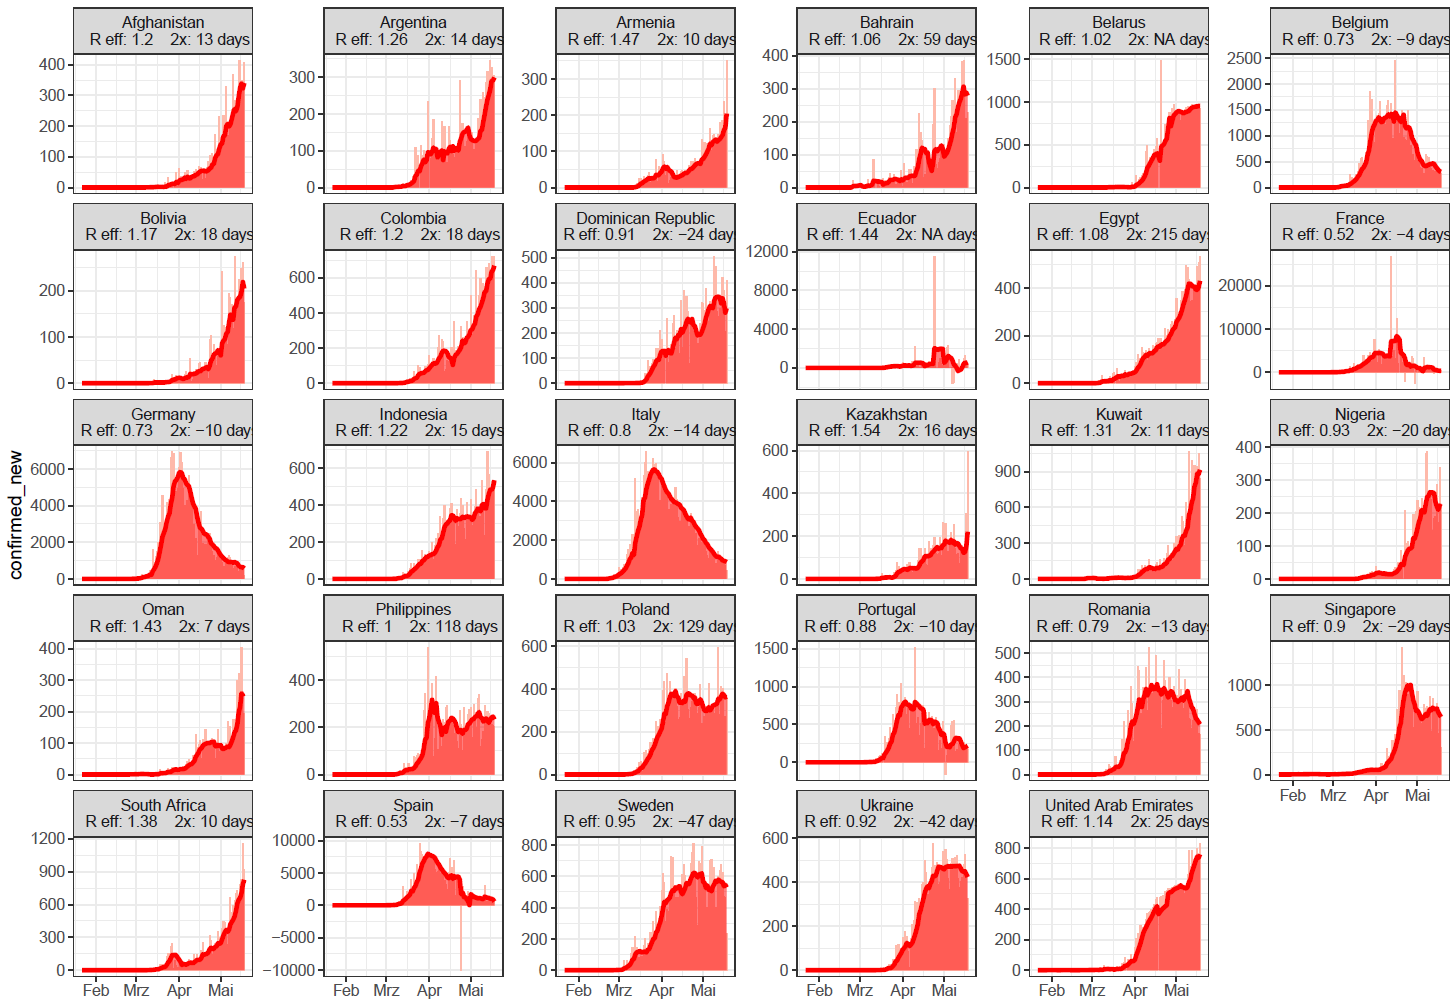 Afghanistan
R eff: 1.2 2x: 13 days
Argentina
R eff: 1.26 2x: 14 days
Armenia
R eff: 1.47 2x: 10 days
Bahrain
R eff: 1.06 2x: 59 days
Belarus
R eff: 1.02 2x: NA days
Belgium
R eff: 0.73 2x: −9 days
400
300
200
100
0
300
200
100
0
300
200
100
0
400
300
200
100
0
1500
1000
500
0
2500
2000
1500
1000
500
0
Bolivia
R eff: 1.17 2x: 18 days
Colombia
R eff: 1.2 2x: 18 days
Dominican Republic
R eff: 0.91 2x: −24 days
Ecuador
R eff: 1.44 2x: NA days
Egypt
R eff: 1.08 2x: 215 days
France
R eff: 0.52 2x: −4 days
200
100
0
600
400
200
0
500
400
300
200
100
0
12000
8000
4000
0
400
200
0
20000
10000
0
Germany
R eff: 0.73 2x: −10 days
Indonesia
R eff: 1.22 2x: 15 days
Italy
R eff: 0.8 2x: −14 days
Kazakhstan
R eff: 1.54 2x: 16 days
Kuwait
R eff: 1.31 2x: 11 days
Nigeria
R eff: 0.93 2x: −20 days
confirmed_new
6000
4000
2000
0
600
400
200
0
6000
4000
2000
0
600
400
200
0
900
600
300
0
400
300
200
100
0
Oman
R eff: 1.43 2x: 7 days
Philippines
R eff: 1 2x: 118 days
Poland
R eff: 1.03 2x: 129 days
Portugal
R eff: 0.88 2x: −10 days
Romania
R eff: 0.79 2x: −13 days
Singapore
R eff: 0.9 2x: −29 days
400
300
200
100
0
400
200
0
600
400
200
0
1500
1000
500
0
500
400
300
200
100
0
1000
500
0
Feb Mrz Apr Mai
South Africa
R eff: 1.38 2x: 10 days
Spain
R eff: 0.53 2x: −7 days
Sweden
R eff: 0.95 2x: −47 days
Ukraine
R eff: 0.92 2x: −42 days
United Arab Emirates
R eff: 1.14 2x: 25 days
1200
900
600
300
0
10000
5000
0
−5000
−10000
800
600
400
200
0
600
400
200
0
800
600
400
200
0
Feb Mrz Apr Mai
Feb Mrz Apr Mai
Feb Mrz Apr Mai
Feb Mrz Apr Mai
Feb Mrz Apr Mai